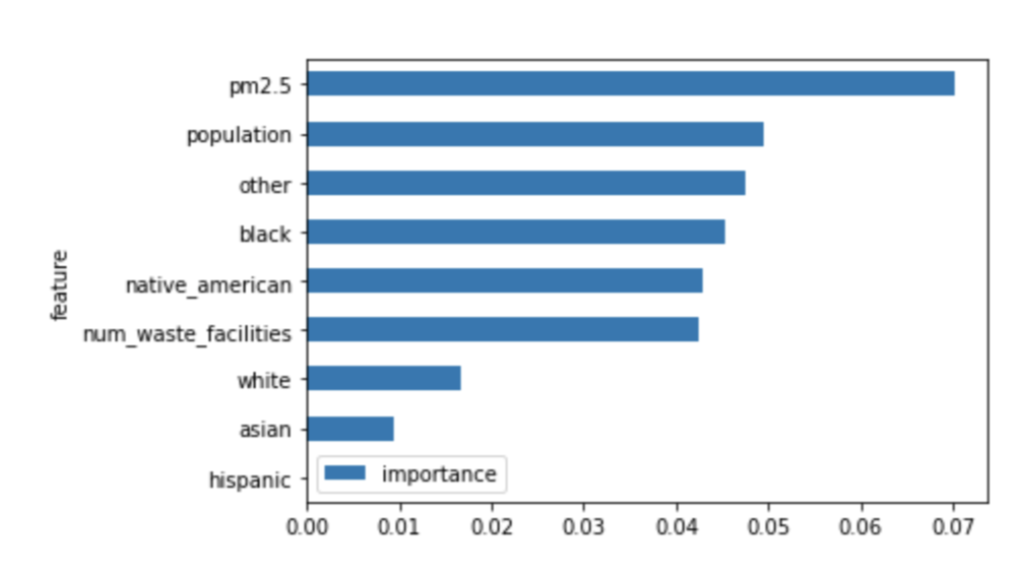 pm2.5
population
other
black
native_american
num_waste_facilities
white
asian
hispanic
feature
importance
0.00 0.01 0.02 0.03 0.04 0.05 0.06 0.07